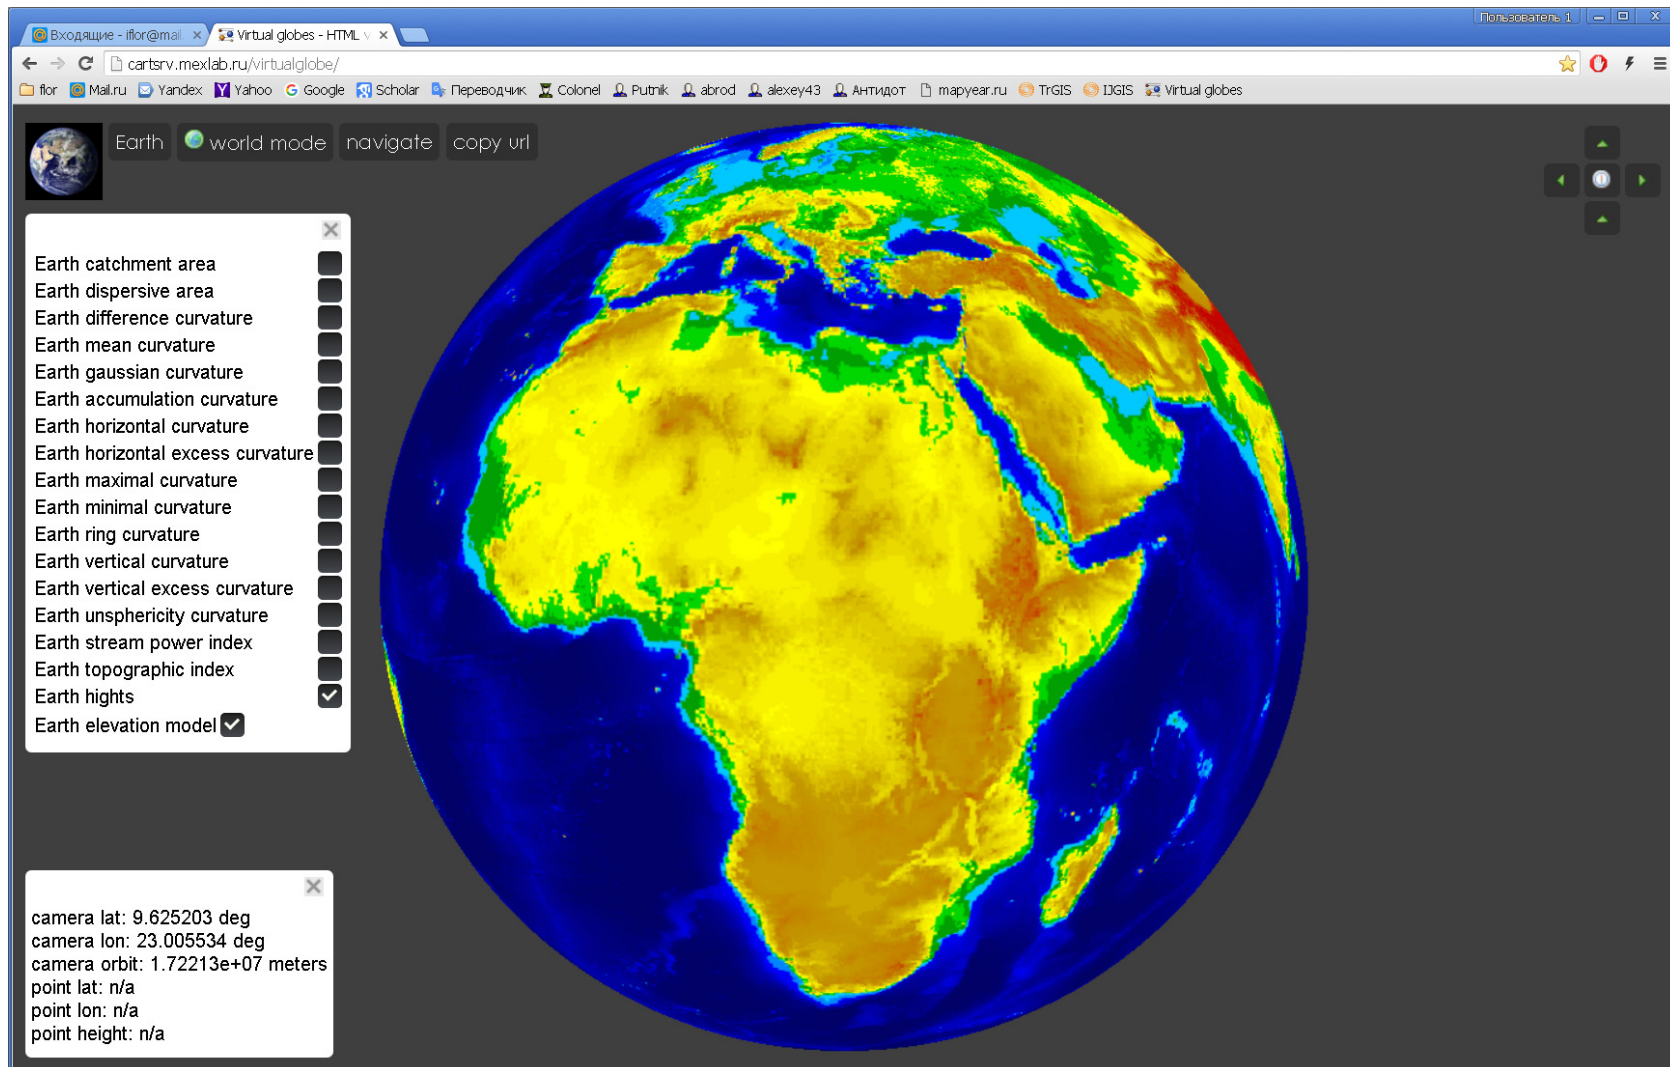 Пользователь 1
Входящие - iflor@mail
Virtual globes - HTML v
cartsrv.mexlab.ru/virtualglobe/
flor Mail.ru Yandex Yahoo Google Scholar Переводчик Colonel Putnik abrod alexey43 Антидот mapyear.ru TrGIS IJGIS Virtual globes
Earth world mode navigate copy url
Earth catchment area
Earth dispersive area
Earth difference curvature
Earth mean curvature
Earth gaussian curvature
Earth accumulation curvature
Earth horizontal curvature
Earth horizontal excess curvature
Earth maximal curvature
Earth minimal curvature
Earth ring curvature
Earth vertical curvature
Earth vertical excess curvature
Earth unsphericity curvature
Earth stream power index
Earth topographic index
Earth hights
Earth elevation model
camera lat: 9.625203 deg
camera lon: 23.005534 deg
camera orbit: 1.72213e+07 meters
point lat: n/a
point lon: n/a
point height: n/a